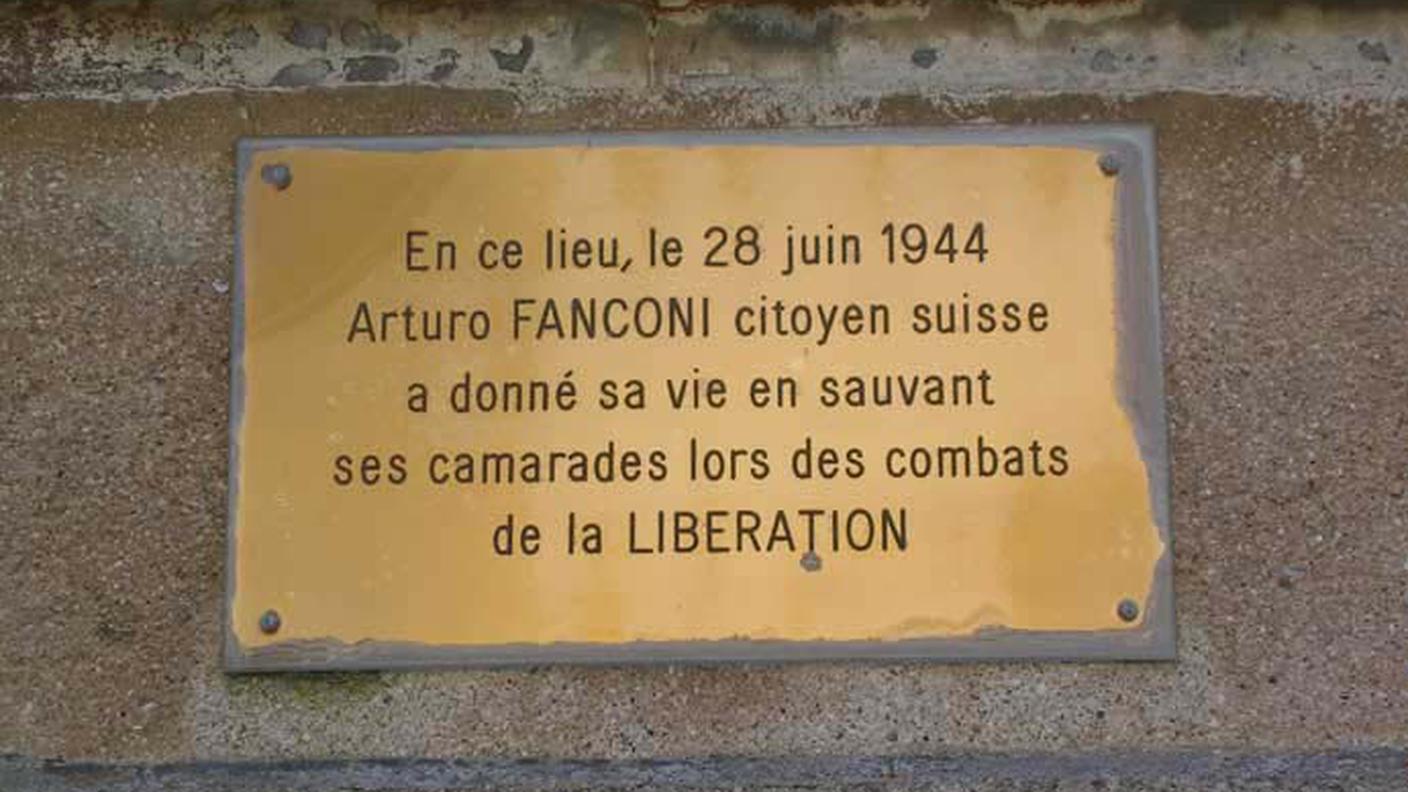 En ce lieu, le 28 juin 1944
Arturo FANCONI citoyen suisse
a donné sa vie en sauvant
ses camarades lors des combats
de la LIBERATION